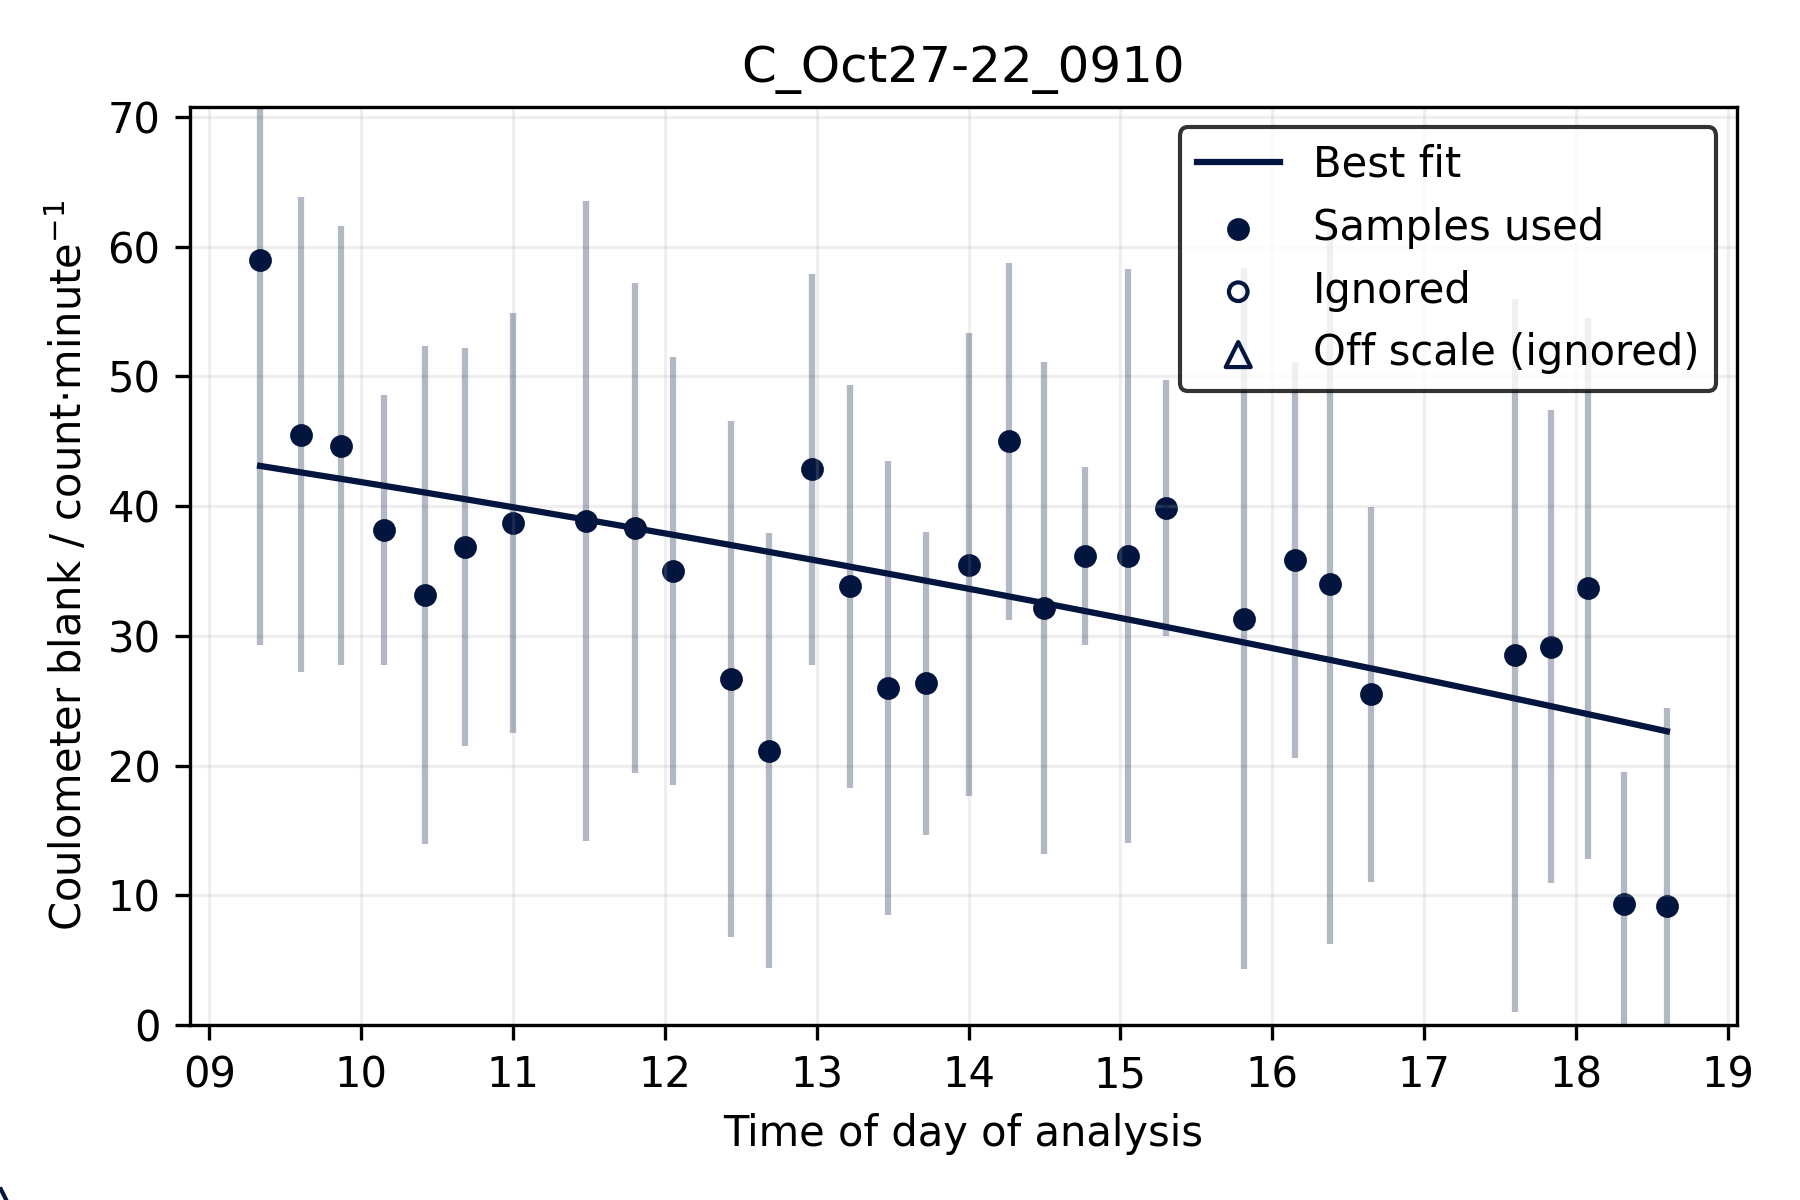 C_Oct27-22_0910
Coulometer blank / count·minute⁻¹
70
60
50
40
30
20
10
0
Best fit
Samples used
Ignored
Off scale (ignored)
09 10 11 12 13 14 15 16 17 18 19
Time of day of analysis